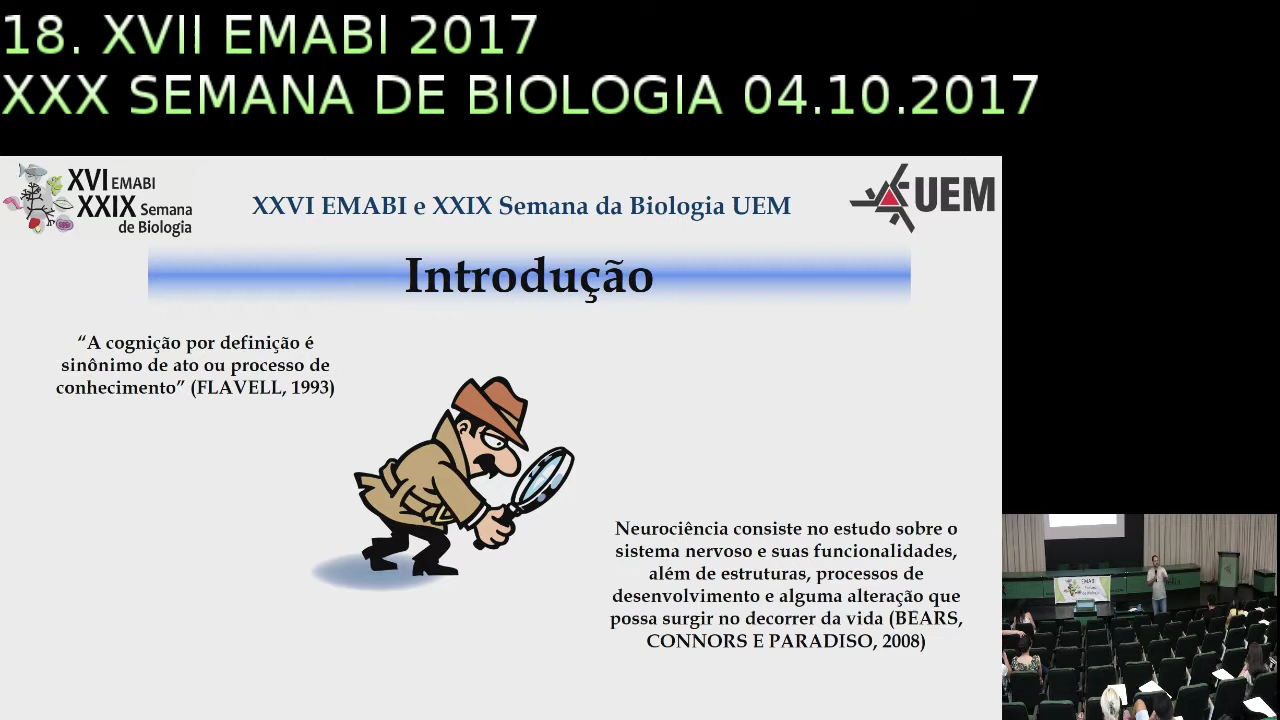 18. XVII EMABI 2017
XXX SEMANA DE BIOLOGIA 04.10.2017
XVI EMABI
XXIX Semana
de Biologia
XXVI EMABI e XXIX Semana da Biologia UEM
UEM
Introdução
“A cognição por definição é
sinônimo de ato ou processo de
conhecimento” (FLAVELL, 1993)
Neurociência consiste no estudo sobre o
sistema nervoso e suas funcionalidades,
além de estruturas, processos de
desenvolvimento e alguma alteração que
possa surgir no decorrer da vida (BEARS,
CONNORS E PARADISO, 2008)
EMABI